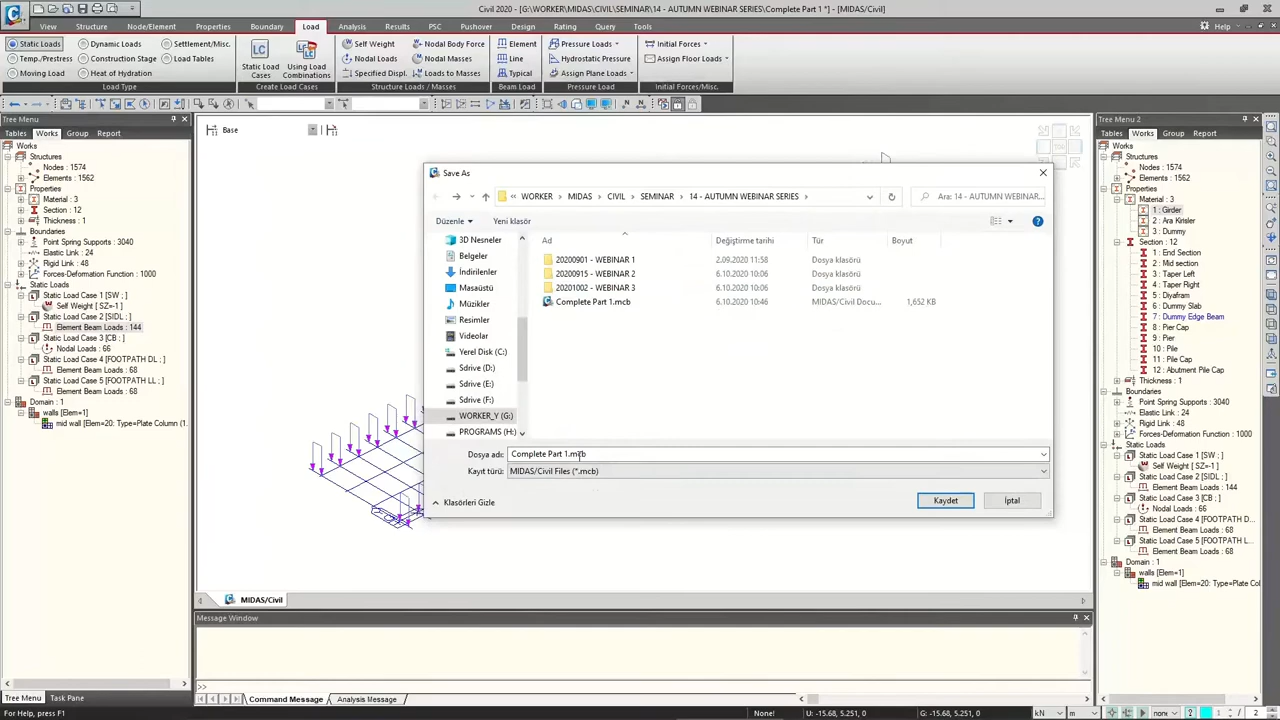 Civil 2020 - [G:\WORKER\MIDAS\CIVIL\SEMINAR\14 - AUTUMN WEBINAR SERIES\Complete Part 1 *] - [MIDAS/Civil]
View Structure Node/Element Properties Boundary Load Analysis Results PSC Pushover Design Rating Query Tools Help
Static Loads Dynamic Loads Settlement/Misc.
Temp./Prestress Construction Stage Load Tables
Moving Load Heat of Hydration
Load Type
Static Load Cases
Using Load Combinations
Create Load Cases
Self Weight Nodal Body Force
Nodal Loads Nodal Masses
Specified Displ. Loads to Masses
Structure Loads / Masses
Element
Line
Typical
Beam Load
Pressure Loads
Hydrostatic Pressure
Assign Plane Loads
Pressure Load
Initial Forces
Assign Floor Loads
Initial Forces/Misc.
Tree Menu
Tables Works Group Report
Works
Structures
Nodes : 1574
Elements : 1562
Properties
Material : 3
Section : 12
Thickness : 1
Boundaries
Point Spring Supports : 3040
Elastic Link : 24
Rigid Link : 42
Forces-Deformation Function : 10
Static Loads
Static Load Case 1 [SW ; ]
Self Weight [ SZ=-1 ]
Static Load Case 2 [SIDL ; ]
Element Beam Loads : 144
Static Load Case 3 [CB ; ]
Nodal Loads : 66
Static Load Case 4 [FOOTPATH DL ; ]
Element Beam Loads : 68
Static Load Case 5 [FOOTPATH LL ; ]
Element Beam Loads : 68
Domain : 1
walls [Elem=1]
mid wall [Elem=20: Type=Plate Column (1.
Tree Menu Task Pane
For Help, press F1
Base
Save As
« WORKER › MIDAS › CIVIL › SEMINAR › 14 - AUTUMN WEBINAR SERIES ›
Ara: 14 - AUTUMN WEBINAR...
Düzenle Yeni klasör
3D Nesneler
Belgeler
İndirilenler
Masaüstü
Müzikler
Resimler
Videolar
Yerel Disk (C:)
Sdrive (D:)
Sdrive (E:)
Sdrive (F:)
WORKER_Y (G:)
PROGRAMS (H:)
Ad Değiştirme tarihi Tür Boyut
20200901 - WEBINAR 1 2.09.2020 11:58 Dosya klasörü
20200915 - WEBINAR 2 6.10.2020 10:06 Dosya klasörü
20201002 - WEBINAR 3 6.10.2020 10:06 Dosya klasörü
Complete Part 1.mcb 6.10.2020 10:46 MIDAS/Civil Docu... 1,652 KB
Dosya adı: Complete Part 1.mcb
Kayıt türü: MIDAS/Civil Files (*.mcb)
Klasörleri Gizle Kaydet İptal
MIDAS/Civil
Message Window
>>
Command Message Analysis Message
Tree Menu 2
Tables Works Group Report
Works
Structures
Nodes : 1574
Elements : 1562
Properties
Material : 3
1 : Girder
2 : Ara Kirisler
3 : Dummy
Section : 12
1 : End Section
2 : Mid section
3 : Taper Left
4 : Taper Right
5 : Diyafram
6 : Dummy Slab
7 : Dummy Edge Beam
8 : Pier Cap
9 : Pier
10 : Pile
11 : Pile Cap
12 : Abutment Pile Cap
Thickness : 1
Boundaries
Point Spring Supports : 3040
Elastic Link : 24
Rigid Link : 42
Forces-Deformation Function : 1
Static Loads
Static Load Case 1 [SW ; ]
Self Weight [ SZ=-1 ]
Static Load Case 2 [SIDL ; ]
Element Beam Loads : 144
Static Load Case 3 [CB ; ]
Nodal Loads : 66
Static Load Case 4 [FOOTPATH D...
Element Beam Loads : 68
Static Load Case 5 [FOOTPATH L...
Element Beam Loads : 68
Domain : 1
walls [Elem=1]
mid wall [Elem=20: Type=Plate Co
None! U: -15.68, 5.251, 0 G: -15.68, 5.251, 0 kN m none / 2